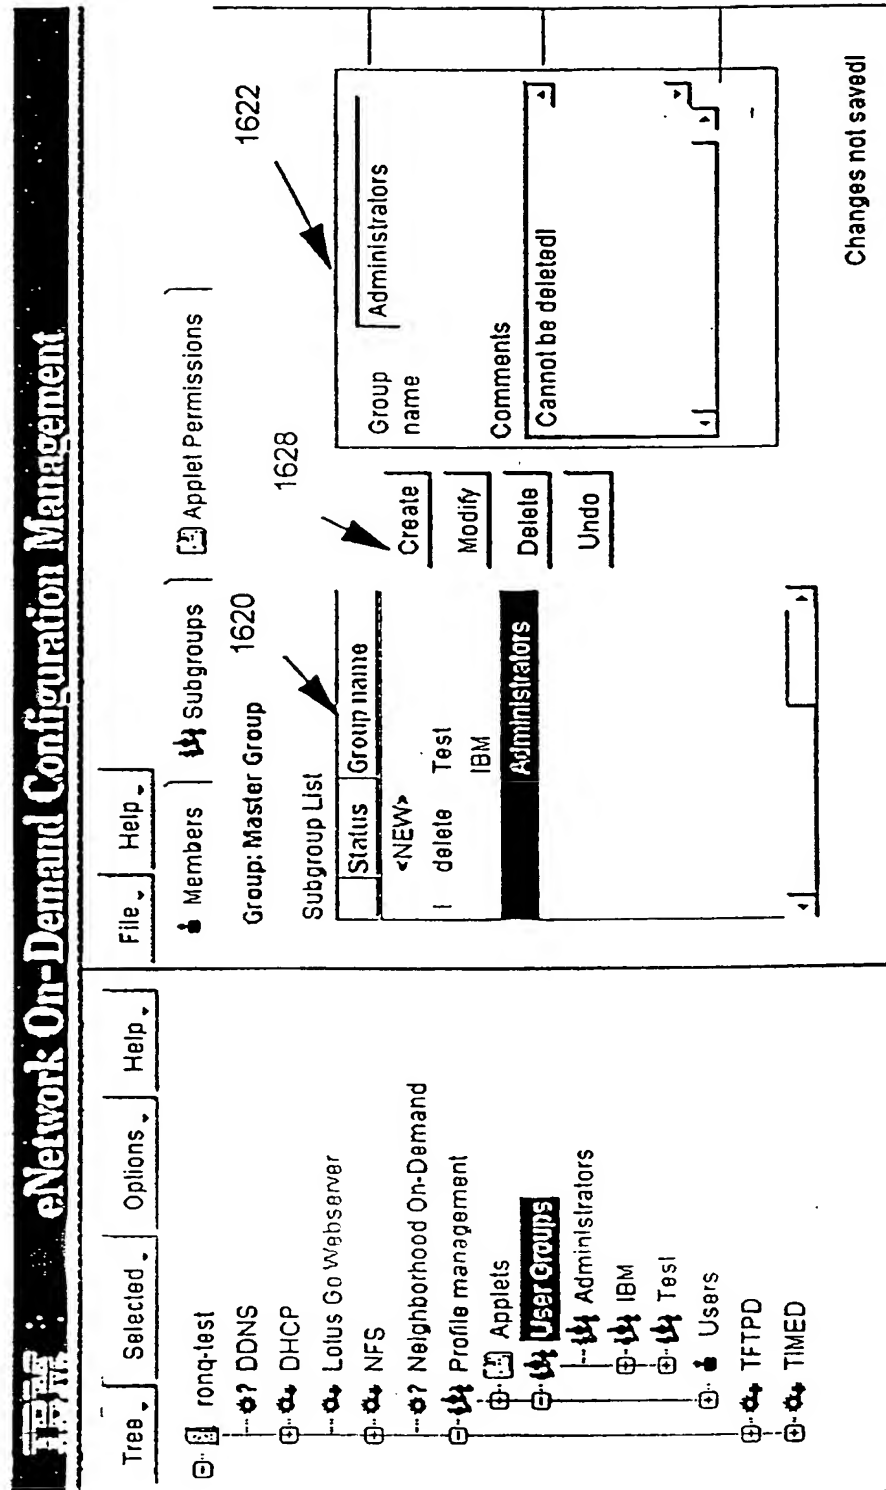 IBM
eNetwork On-Demand Configuration Management
Tree Selected Options Help
File Help
ronq-test
? DDNS
DHCP
Lotus Go Webserver
NFS
? Neighborhood On-Demand
Profile management
Applets
User Groups
Administrators
IBM
Test
Users
TFTPD
TIMED
Members Subgroups Applet Permissions
Group: Master Group
1620
1628
1622
Subgroup List
Status Group name
<NEW>
delete Test
IBM
Administrators
Create
Modify
Delete
Undo
Group name
Administrators
Comments
Cannot be deleted!
Changes not saved!